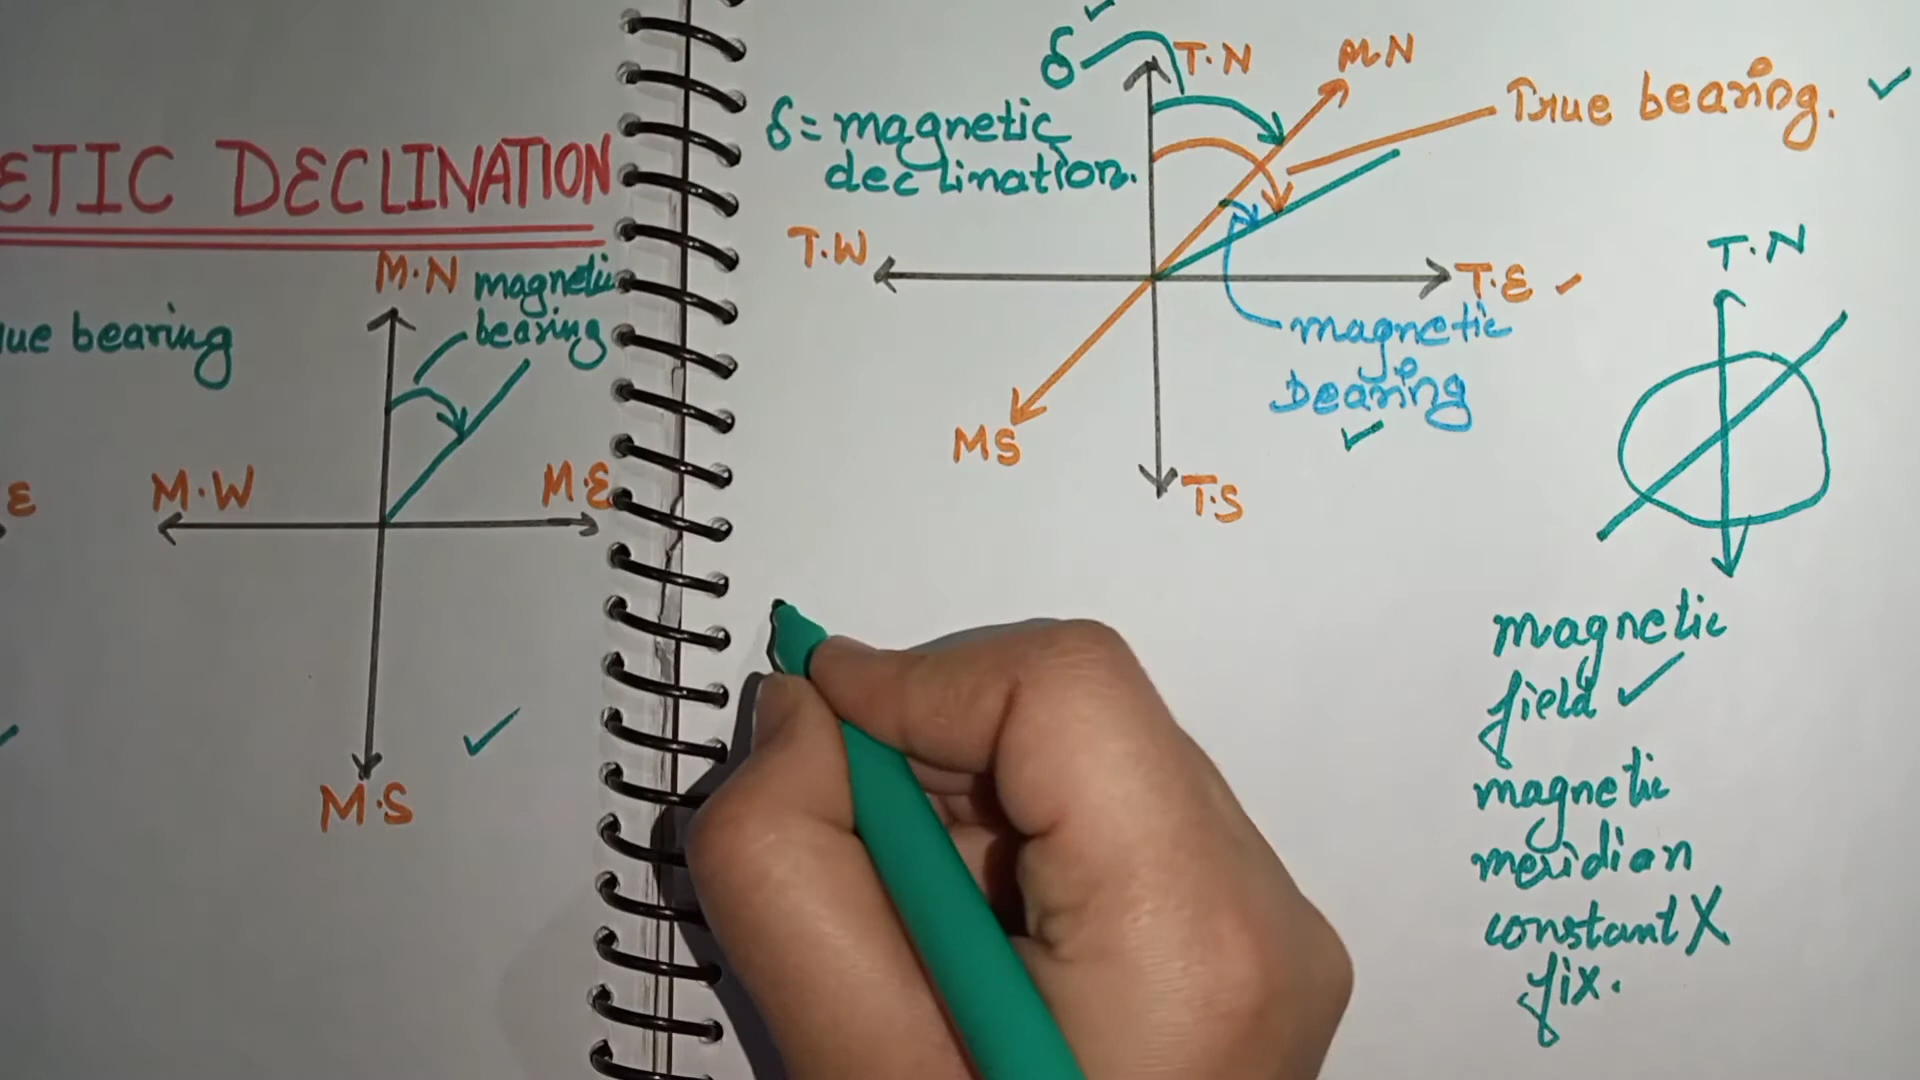 ETIC DECLINATION
M.N
magnetic
bearing
ue bearing
E
M.W
M.E
M.S
δ
T.N
M.N
δ= magnetic
declination.
True bearing.
T.W
T.E
magnetic
bearing
MS
T.S
T.N
magnetic
field
magnetic
meridian
constant X
fix.